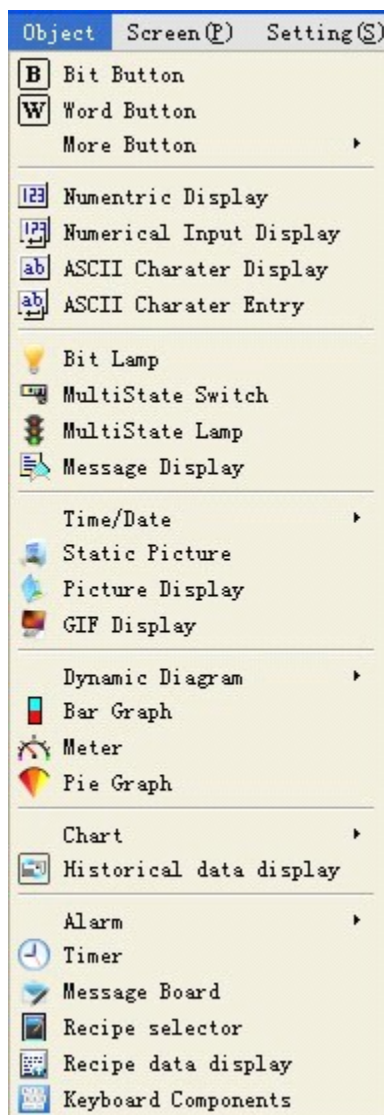 Object Screen(P) Setting(S)
B Bit Button
W Word Button
More Button
123 Numentric Display
123 Numerical Input Display
ab ASCII Charater Display
ab ASCII Charater Entry
Bit Lamp
MultiState Switch
MultiState Lamp
Message Display
Time/Date
Static Picture
Picture Display
GIF Display
Dynamic Diagram
Bar Graph
Meter
Pie Graph
Chart
Historical data display
Alarm
Timer
Message Board
Recipe selector
Recipe data display
Keyboard Components